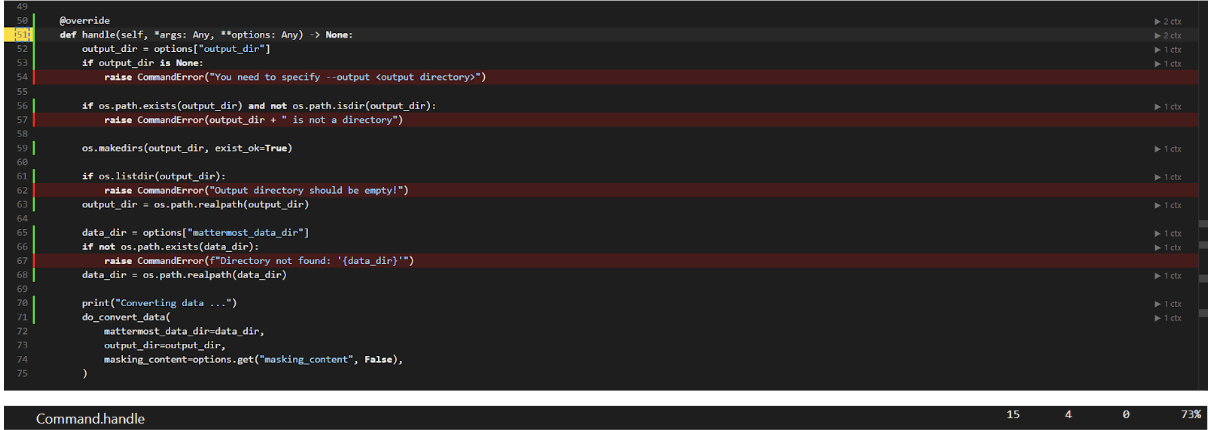 49
50 @override ▶ 2 ctx
51 def handle(self, *args: Any, **options: Any) -> None: ▶ 2 ctx
52 output_dir = options["output_dir"] ▶ 1 ctx
53 if output_dir is None: ▶ 1 ctx
54 raise CommandError("You need to specify --output <output directory>")
55
56 if os.path.exists(output_dir) and not os.path.isdir(output_dir): ▶ 1 ctx
57 raise CommandError(output_dir + " is not a directory")
58
59 os.makedirs(output_dir, exist_ok=True) ▶ 1 ctx
60
61 if os.listdir(output_dir): ▶ 1 ctx
62 raise CommandError("Output directory should be empty!")
63 output_dir = os.path.realpath(output_dir) ▶ 1 ctx
64
65 data_dir = options["mattermost_data_dir"] ▶ 1 ctx
66 if not os.path.exists(data_dir): ▶ 1 ctx
67 raise CommandError(f"Directory not found: '{data_dir}'")
68 data_dir = os.path.realpath(data_dir) ▶ 1 ctx
69
70 print("Converting data ...") ▶ 1 ctx
71 do_convert_data( ▶ 1 ctx
72 mattermost_data_dir=data_dir,
73 output_dir=output_dir,
74 masking_content=options.get("masking_content", False),
75 )
Command.handle 15 4 0 73%